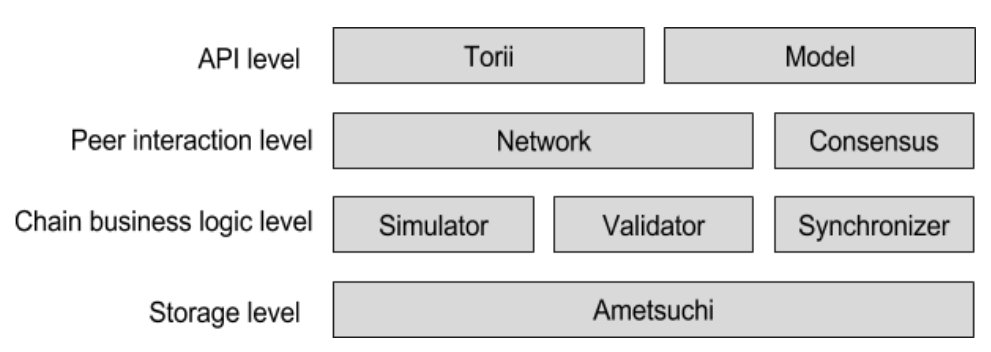 API level Torii Model
Peer interaction level Network Consensus
Chain business logic level Simulator Validator Synchronizer
Storage level Ametsuchi